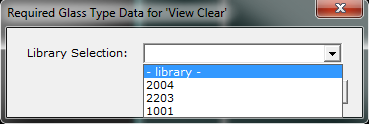 Required Glass Type Data for 'View Clear'
Library Selection:
- library -
2004
2203
1001